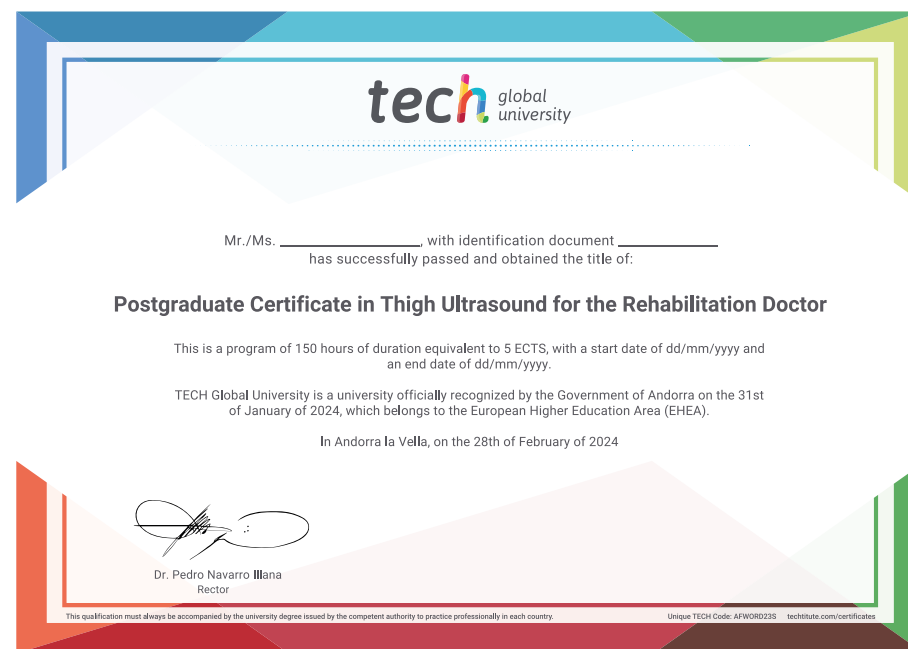 tech global university
Mr./Ms. ____________, with identification document ____________
has successfully passed and obtained the title of:
Postgraduate Certificate in Thigh Ultrasound for the Rehabilitation Doctor
This is a program of 150 hours of duration equivalent to 5 ECTS, with a start date of dd/mm/yyyy and
an end date of dd/mm/yyyy.
TECH Global University is a university officially recognized by the Government of Andorra on the 31st
of January of 2024, which belongs to the European Higher Education Area (EHEA).
In Andorra la Vella, on the 28th of February of 2024
Dr. Pedro Navarro Illana
Rector
This qualification must always be accompanied by the university degree issued by the competent authority to practice professionally in each country.
Unique TECH Code: AFWORD23S techtitute.com/certificates